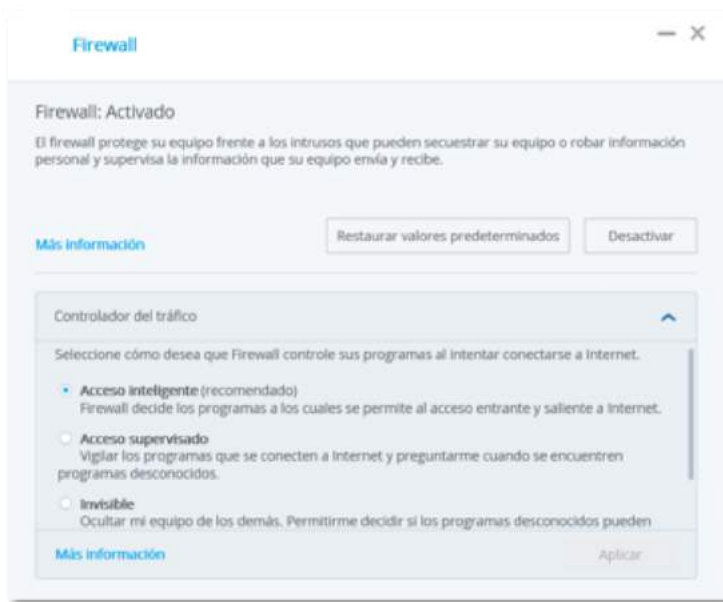 Firewall
Firewall: Activado
El firewall protege su equipo frente a los intrusos que pueden secuestrar su equipo o robar información
personal y supervisa la información que su equipo envía y recibe.
Más información
Restaurar valores predeterminados
Desactivar
Controlador del tráfico
Seleccione cómo desea que Firewall controle sus programas al intentar conectarse a Internet.
Acceso inteligente (recomendado)
Firewall decide los programas a los cuales se permite al acceso entrante y saliente a Internet.
Acceso supervisado
Vigilar los programas que se conecten a Internet y preguntarme cuando se encuentren
programas desconocidos.
Invisible
Ocultar mi equipo de los demás. Permitirme decidir si los programas desconocidos pueden
Más información
Aplicar